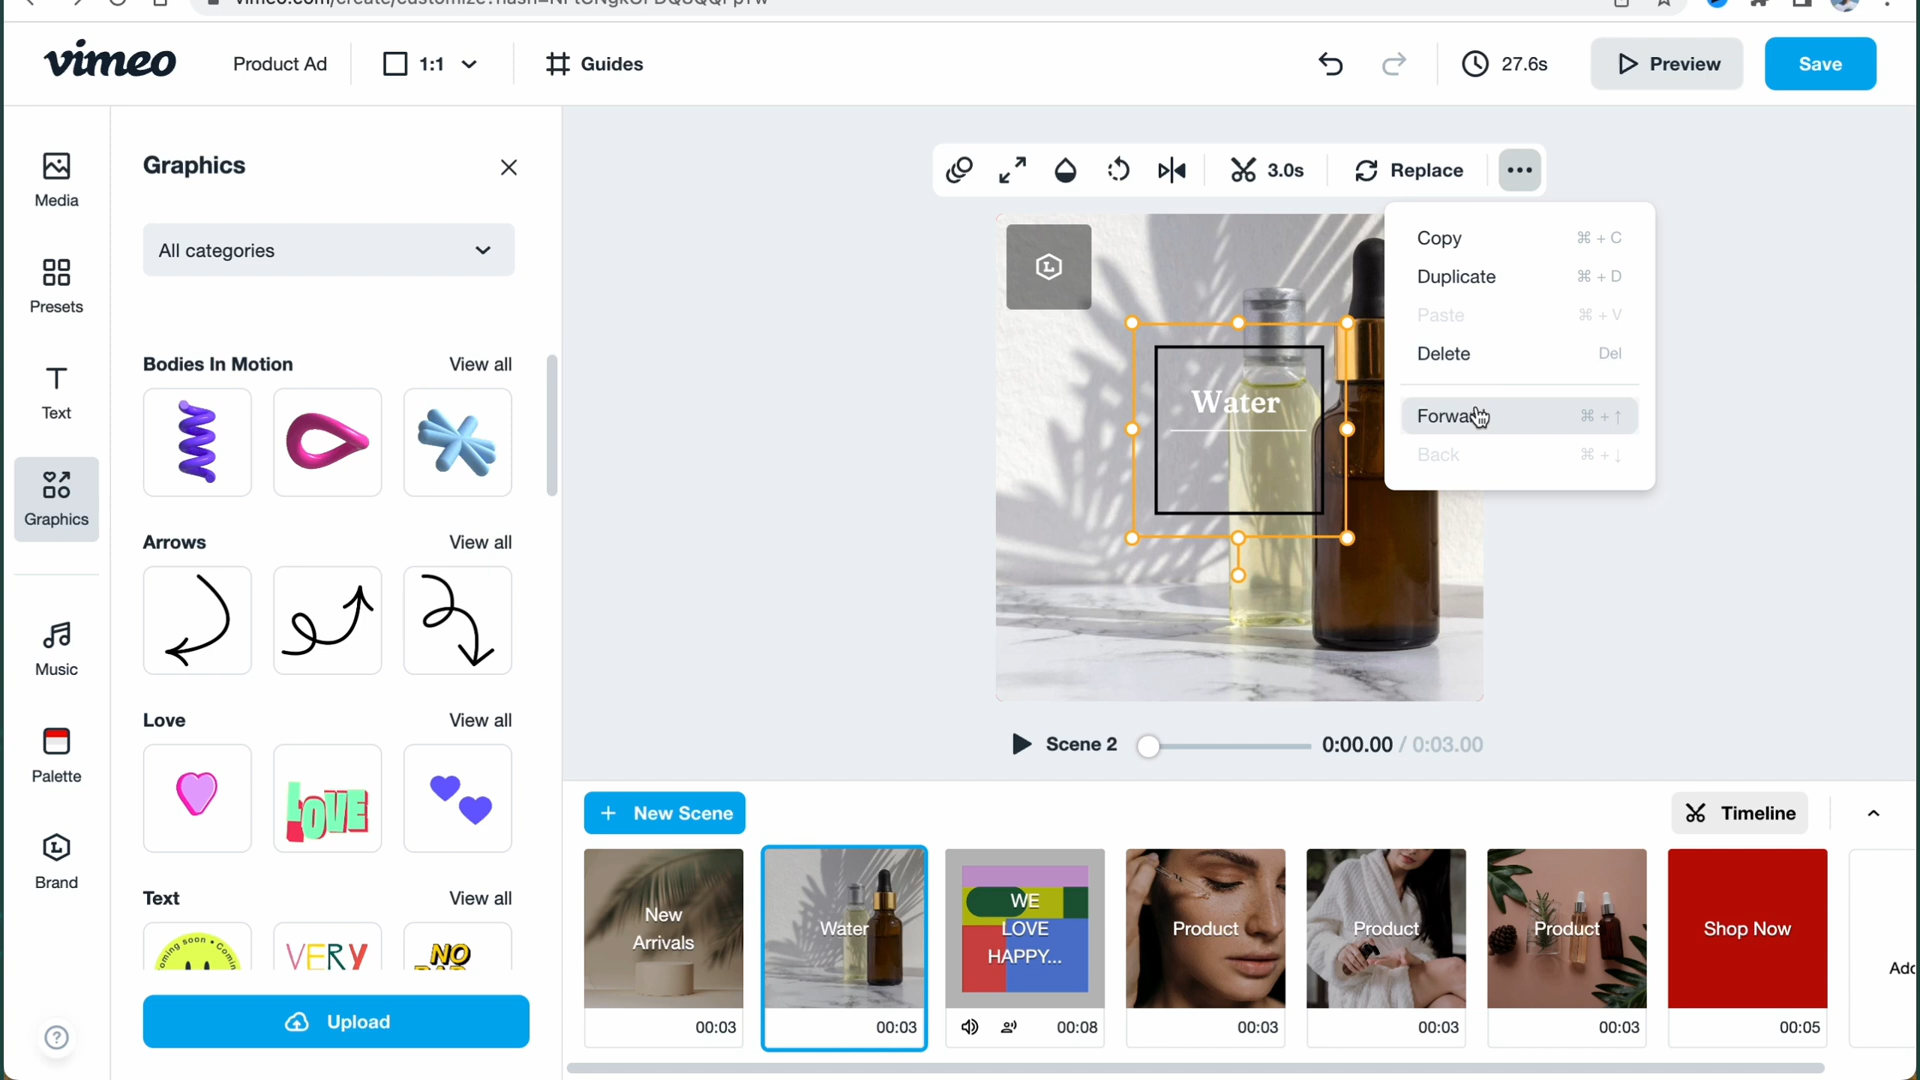 vimeo
Product Ad
1:1
Guides
27.6s
Preview
Save
Media
Presets
Text
Graphics
Music
Palette
Brand
Graphics
All categories
Bodies In Motion
View all
Arrows
View all
Love
View all
LOVE
Text
View all
coming soon
VERY
NO
Upload
3.0s
Replace
Copy ⌘ + C
Duplicate ⌘ + D
Paste ⌘ + V
Delete Del
Forward ⌘ + ↑
Back ⌘ + ↓
L
Water
Scene 2
0:00.00 / 0:03.00
+ New Scene
Timeline
New
Arrivals
00:03
Water
00:03
WE
LOVE
HAPPY...
00:08
Product
00:03
Product
00:03
Product
00:03
Shop Now
00:05